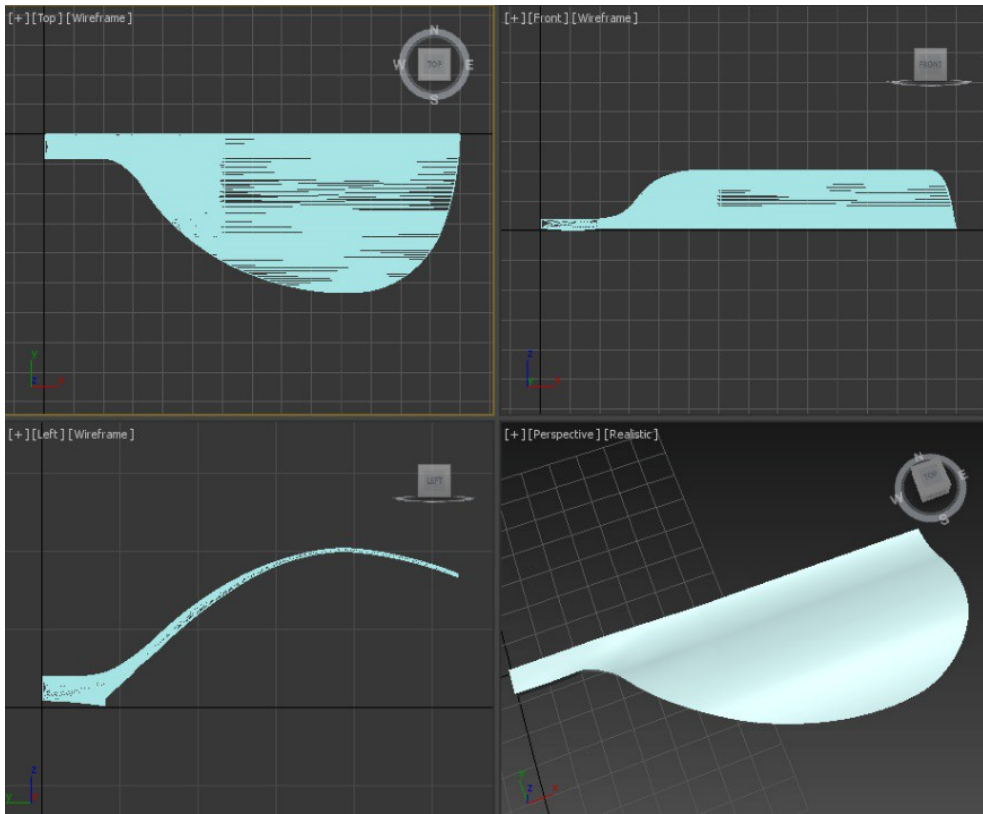 [+] [Top] [Wireframe]
N
W
TOP
E
S
y
z
x
[+] [Front] [Wireframe]
FRONT
z
y
x
[+] [Left] [Wireframe]
LEFT
z
y
x
[+] [Perspective] [Realistic]
N
TOP
E
W
S
y
z
x